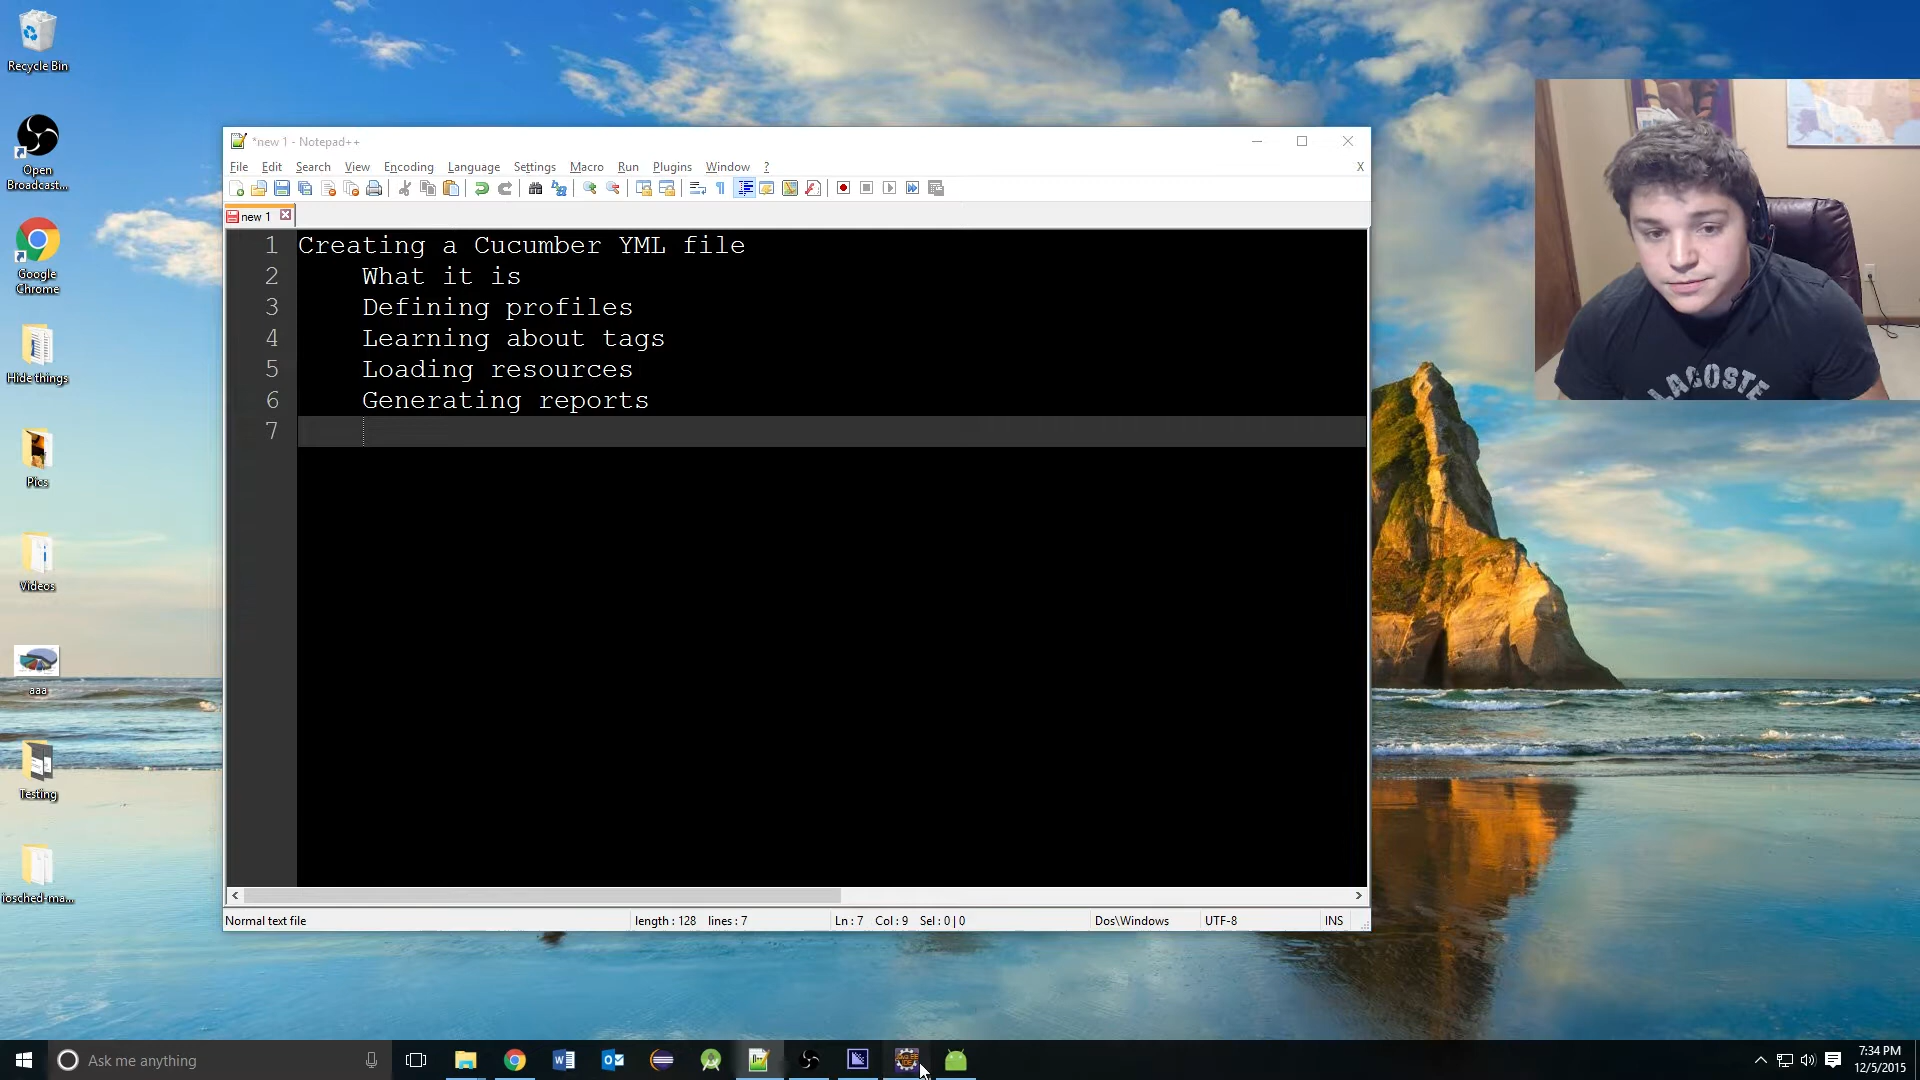 Recycle Bin
Open
Broadcast...
Google
Chrome
Hide things
Pics
Videos
aaa
Testing
iosched-ma...
*new 1 - Notepad++
File Edit Search View Encoding Language Settings Macro Run Plugins Window ?
X
new 1
1 Creating a Cucumber YML file
2 What it is
3 Defining profiles
4 Learning about tags
5 Loading resources
6 Generating reports
7
Normal text file length : 128 lines : 7 Ln : 7 Col : 9 Sel : 0 | 0 Dos\Windows UTF-8 INS
LACOSTE
Ask me anything
7:34 PM
12/5/2015